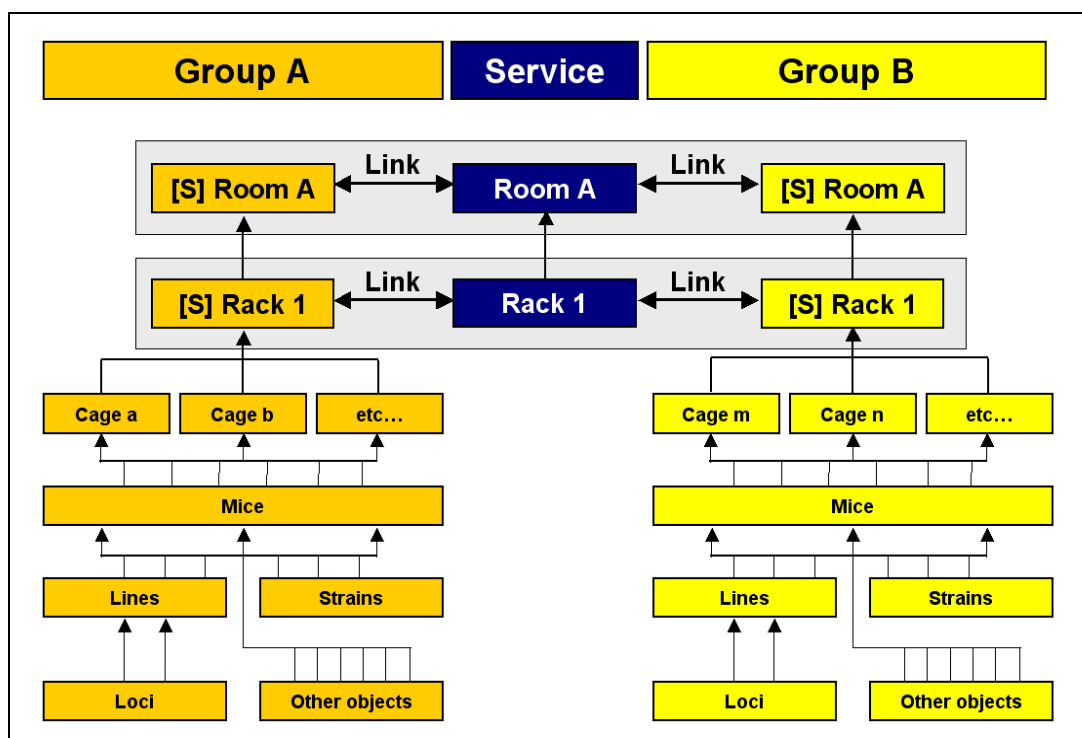 Group A Service Group B
Link Link
[S] Room A Room A [S] Room A
Link Link
[S] Rack 1 Rack 1 [S] Rack 1
Cage a Cage b etc... Cage m Cage n etc...
Mice Mice
Lines Strains Lines Strains
Loci Other objects Loci Other objects